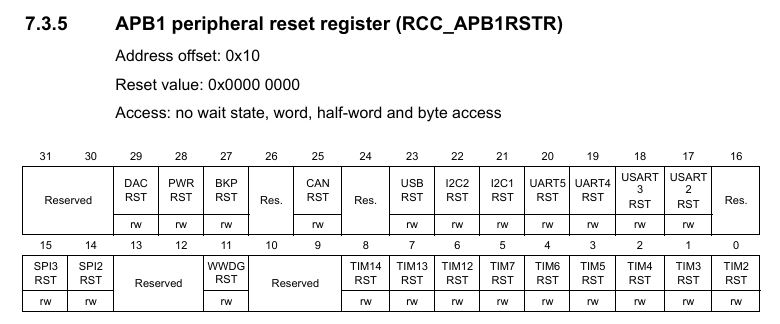 7.3.5 APB1 peripheral reset register (RCC_APB1RSTR)
Address offset: 0x10
Reset value: 0x0000 0000
Access: no wait state, word, half-word and byte access
31 30 29 28 27 26 25 24 23 22 21 20 19 18 17 16
Reserved DAC RST PWR RST BKP RST Res. CAN RST Res. USB RST I2C2 RST I2C1 RST UART5 RST UART4 RST USART 3 RST USART 2 RST Res.
rw rw rw rw rw rw rw rw rw rw rw
15 14 13 12 11 10 9 8 7 6 5 4 3 2 1 0
SPI3 RST SPI2 RST Reserved WWDG RST Reserved TIM14 RST TIM13 RST TIM12 RST TIM7 RST TIM6 RST TIM5 RST TIM4 RST TIM3 RST TIM2 RST
rw rw rw rw rw rw rw rw rw rw rw rw